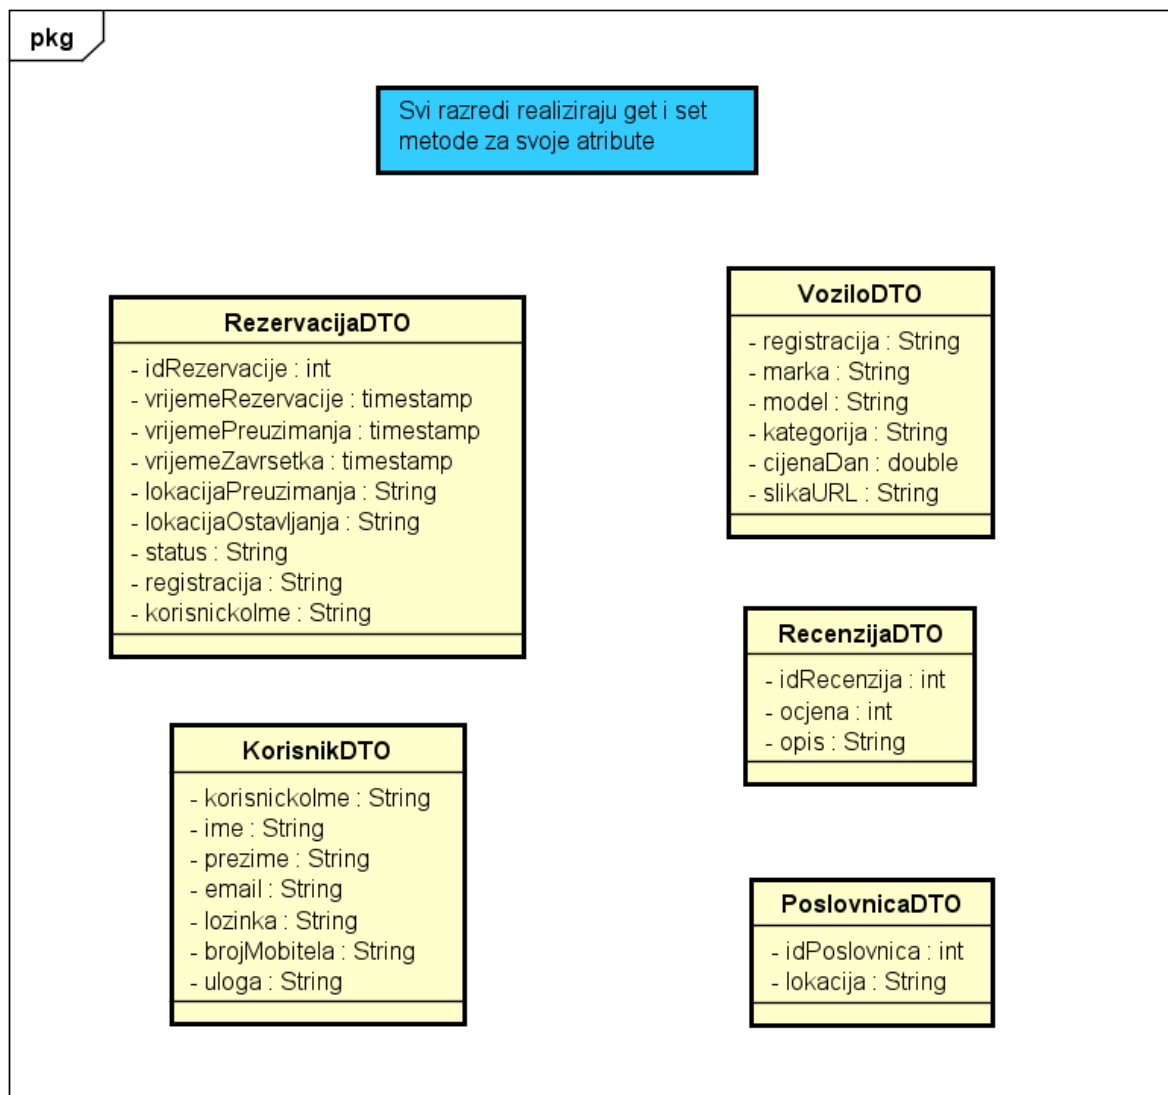 pkg
Svi razredi realiziraju get i set
metode za svoje atribute
RezervacijaDTO
- idRezervacije : int
- vrijemeRezervacije : timestamp
- vrijemePreuzimanja : timestamp
- vrijemeZavrsetka : timestamp
- lokacijaPreuzimanja : String
- lokacijaOstavljanja : String
- status : String
- registracija : String
- korisnickoIme : String
VoziloDTO
- registracija : String
- marka : String
- model : String
- kategorija : String
- cijenaDan : double
- slikaURL : String
RecenzijaDTO
- idRecenzija : int
- ocjena : int
- opis : String
KorisnikDTO
- korisnickoIme : String
- ime : String
- prezime : String
- email : String
- lozinka : String
- brojMobitela : String
- uloga : String
PoslovnicaDTO
- idPoslovnica : int
- lokacija : String